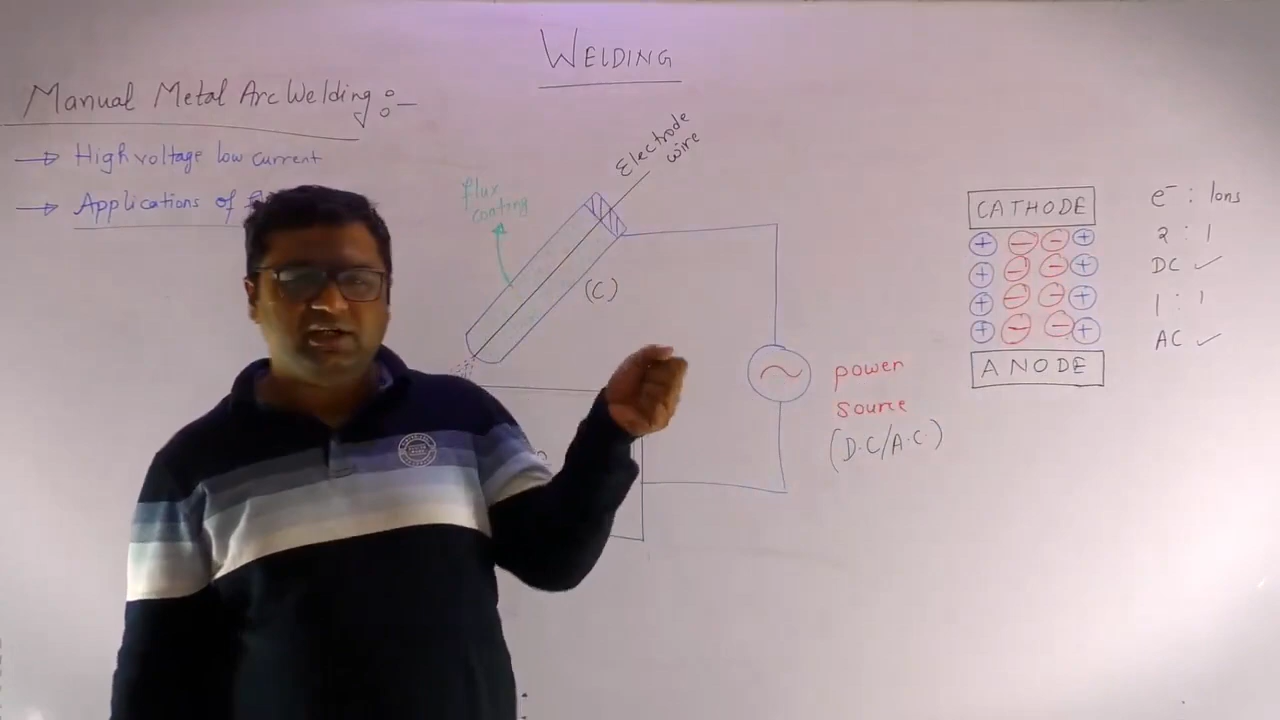 WELDING
Manual Metal Arc Welding :-
→ High voltage low current
→ Applications of
flux
coating
Electrode
wire
(C)
power
source
(D.C/A.C.)
CATHODE
+ − − +
+ − − +
+ − − +
+ − − +
ANODE
e⁻ : Ions
2 : 1
DC ✓
1 : 1
AC ✓